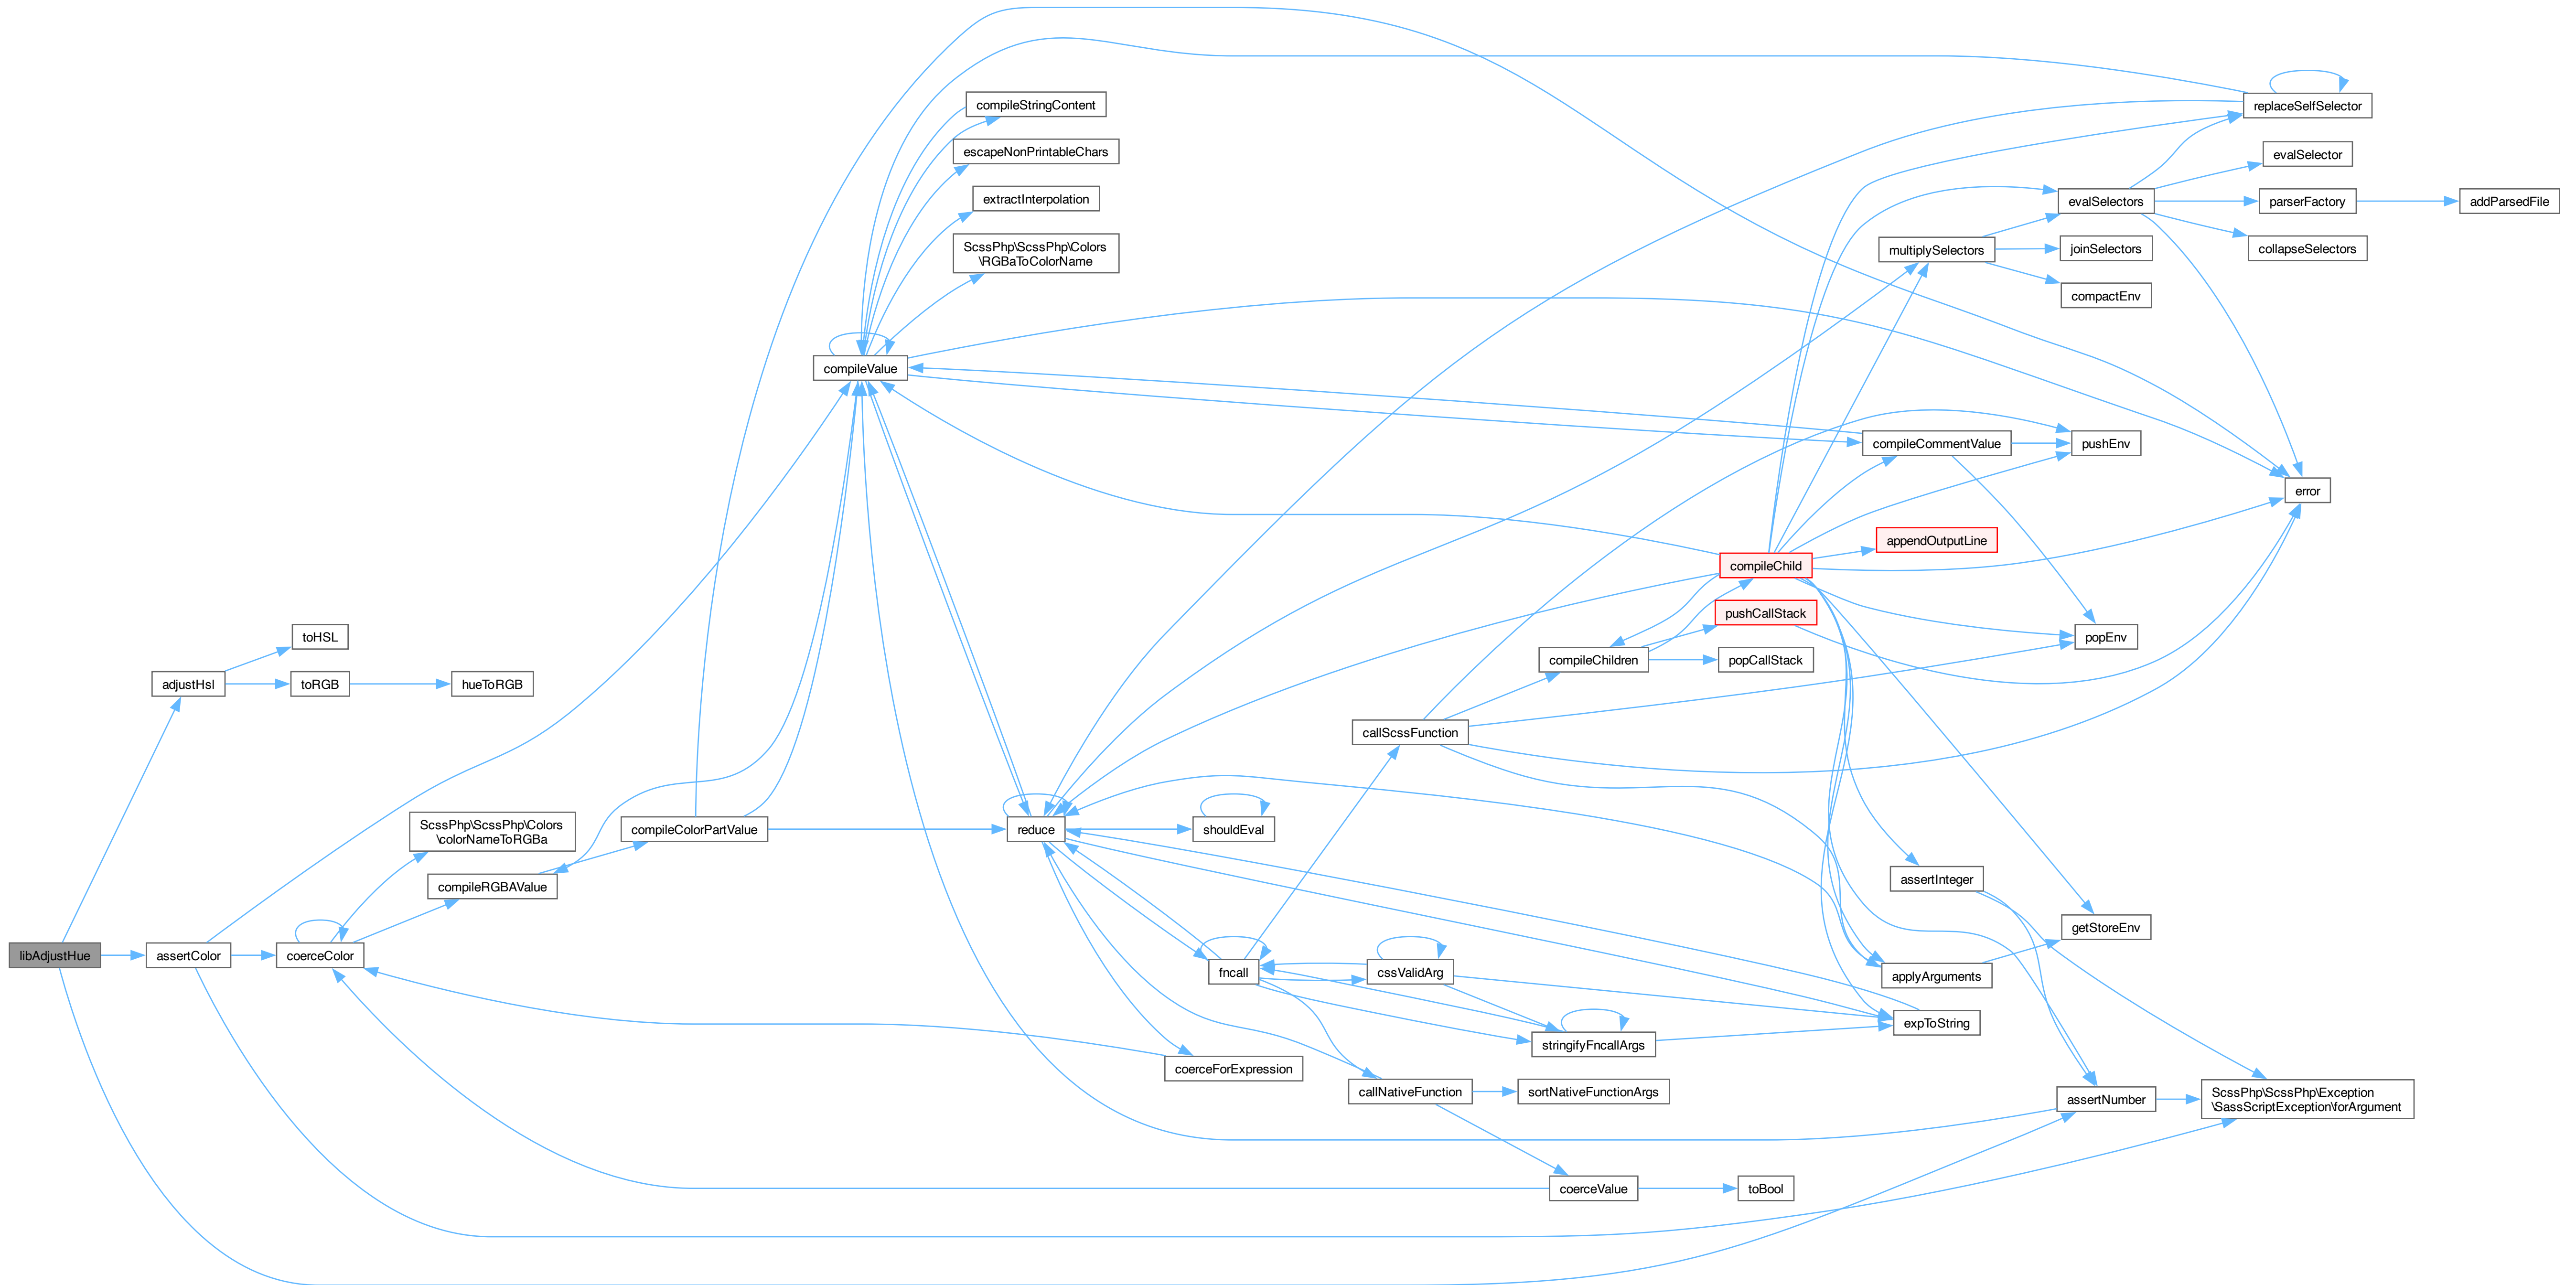 compileStringContent
replaceSelfSelector
escapeNonPrintableChars
evalSelector
extractInterpolation
evalSelectors
parserFactory
addParsedFile
ScssPhp\ScssPhp\Colors
\RGBaToColorName
multiplySelectors
joinSelectors
collapseSelectors
compactEnv
compileValue
compileCommentValue
pushEnv
error
appendOutputLine
compileChild
pushCallStack
toHSL
popEnv
compileChildren
popCallStack
adjustHsl
toRGB
hueToRGB
callScssFunction
ScssPhp\ScssPhp\Colors
\colorNameToRGBa
compileColorPartValue
reduce
shouldEval
compileRGBAValue
assertInteger
getStoreEnv
libAdjustHue
assertColor
coerceColor
fncall
cssValidArg
applyArguments
expToString
stringifyFncallArgs
coerceForExpression
callNativeFunction
sortNativeFunctionArgs
assertNumber
ScssPhp\ScssPhp\Exception
\SassScriptException\forArgument
coerceValue
toBool